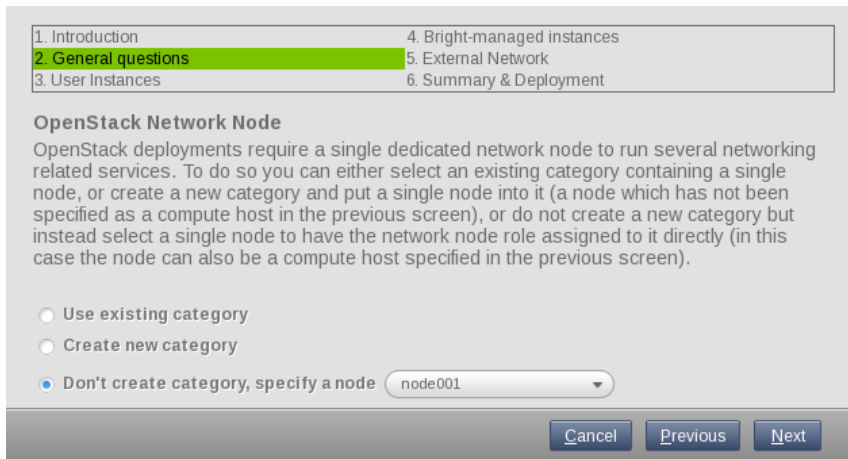 1. Introduction
2. General questions
3. User Instances
4. Bright-managed instances
5. External Network
6. Summary & Deployment
OpenStack Network Node
OpenStack deployments require a single dedicated network node to run several networking
related services. To do so you can either select an existing category containing a single
node, or create a new category and put a single node into it (a node which has not been
specified as a compute host in the previous screen), or do not create a new category but
instead select a single node to have the network node role assigned to it directly (in this
case the node can also be a compute host specified in the previous screen).
Use existing category
Create new category
Don't create category, specify a node node001
Cancel Previous Next